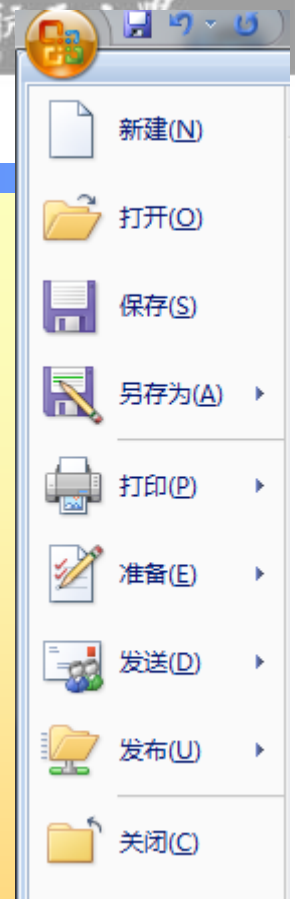 新建(N)
打开(O)
保存(S)
另存为(A)
打印(P)
准备(E)
发送(D)
发布(U)
关闭(C)